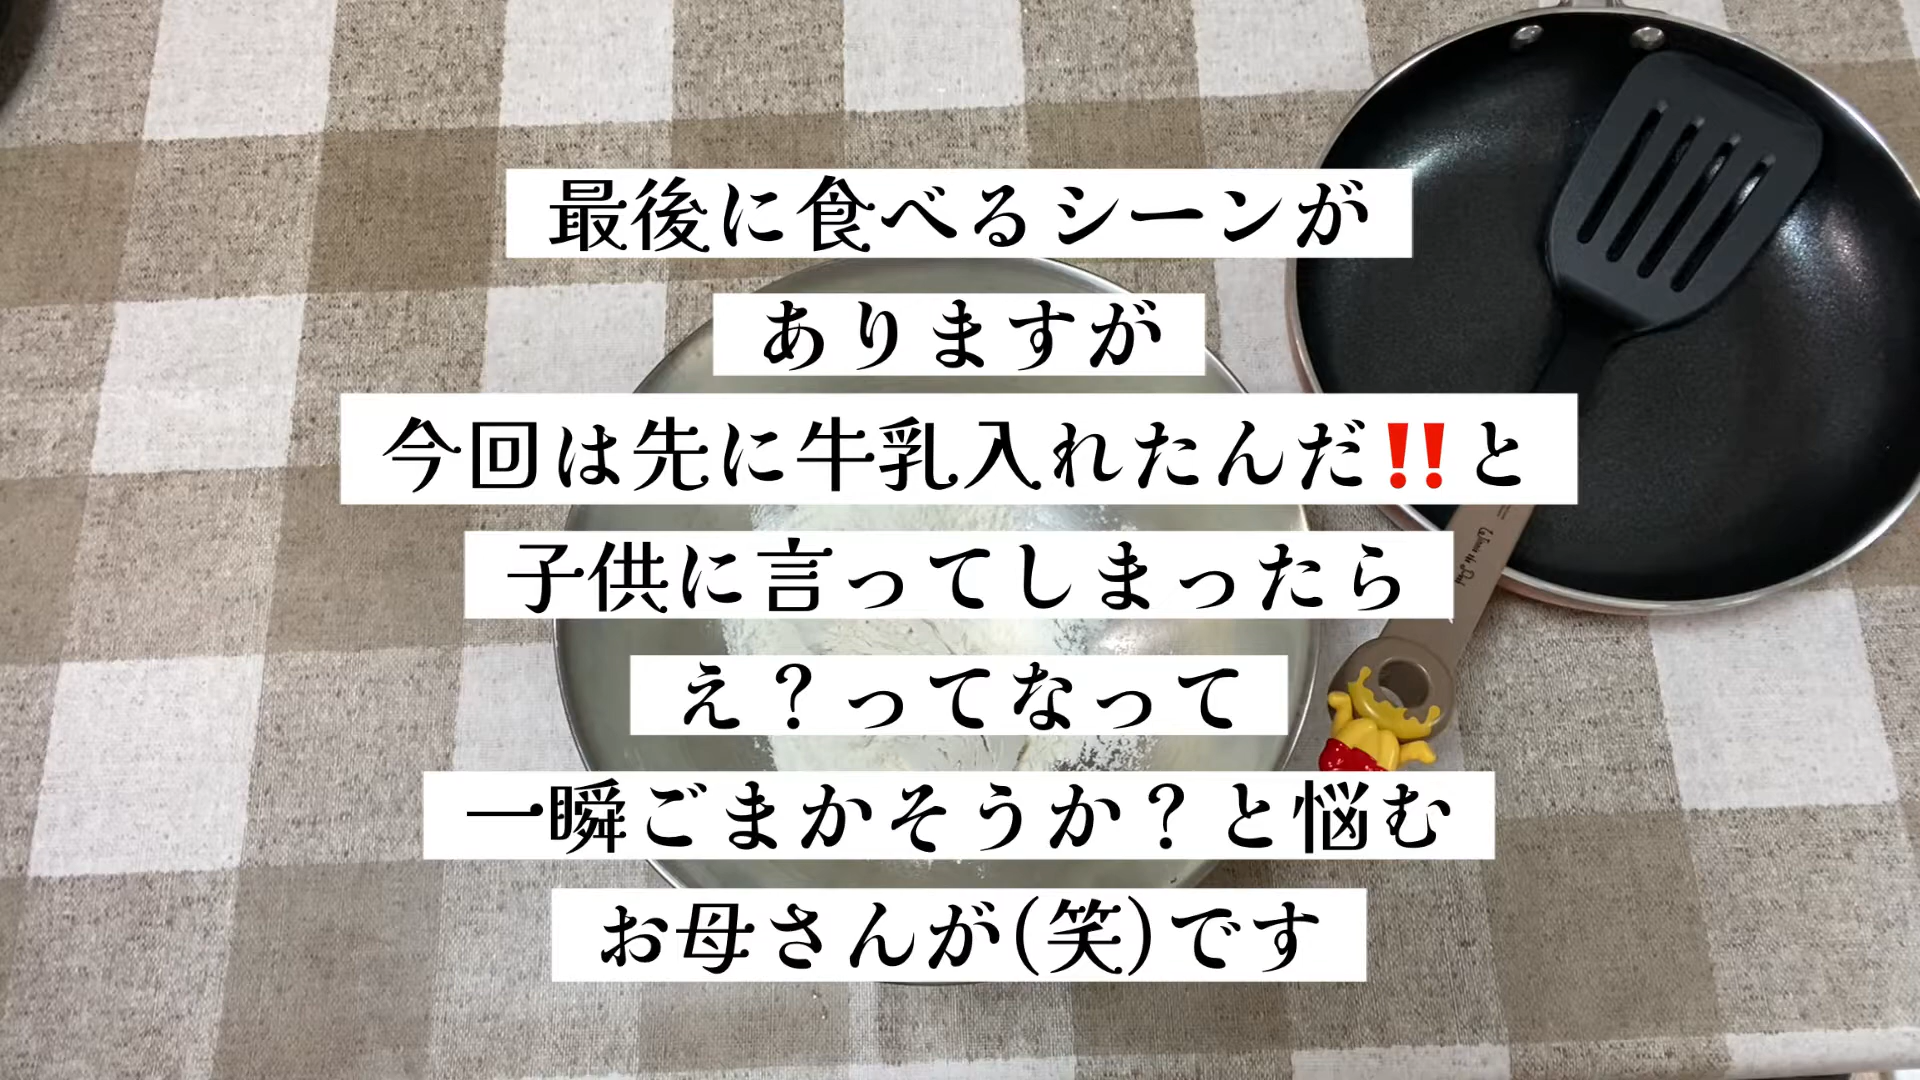 最後に食べるシーンが
ありますが
今回は先に牛乳入れたんだ‼️と
子供に言ってしまったら
え？ってなって
一瞬ごまかそうか？と悩む
お母さんが(笑)です
Winnie the Pooh